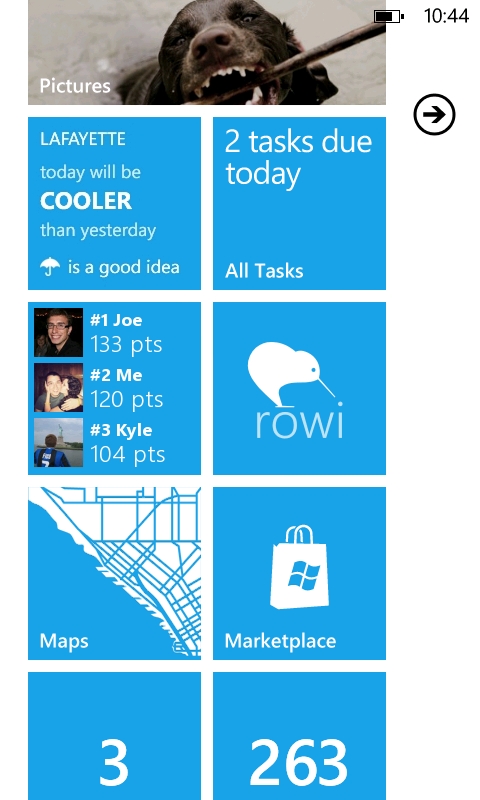 10:44
Pictures
LAFAYETTE
today will be
COOLER
than yesterday
is a good idea
2 tasks due
today
All Tasks
#1 Joe
133 pts
#2 Me
120 pts
#3 Kyle
104 pts
rowi
Maps
Marketplace
3
263